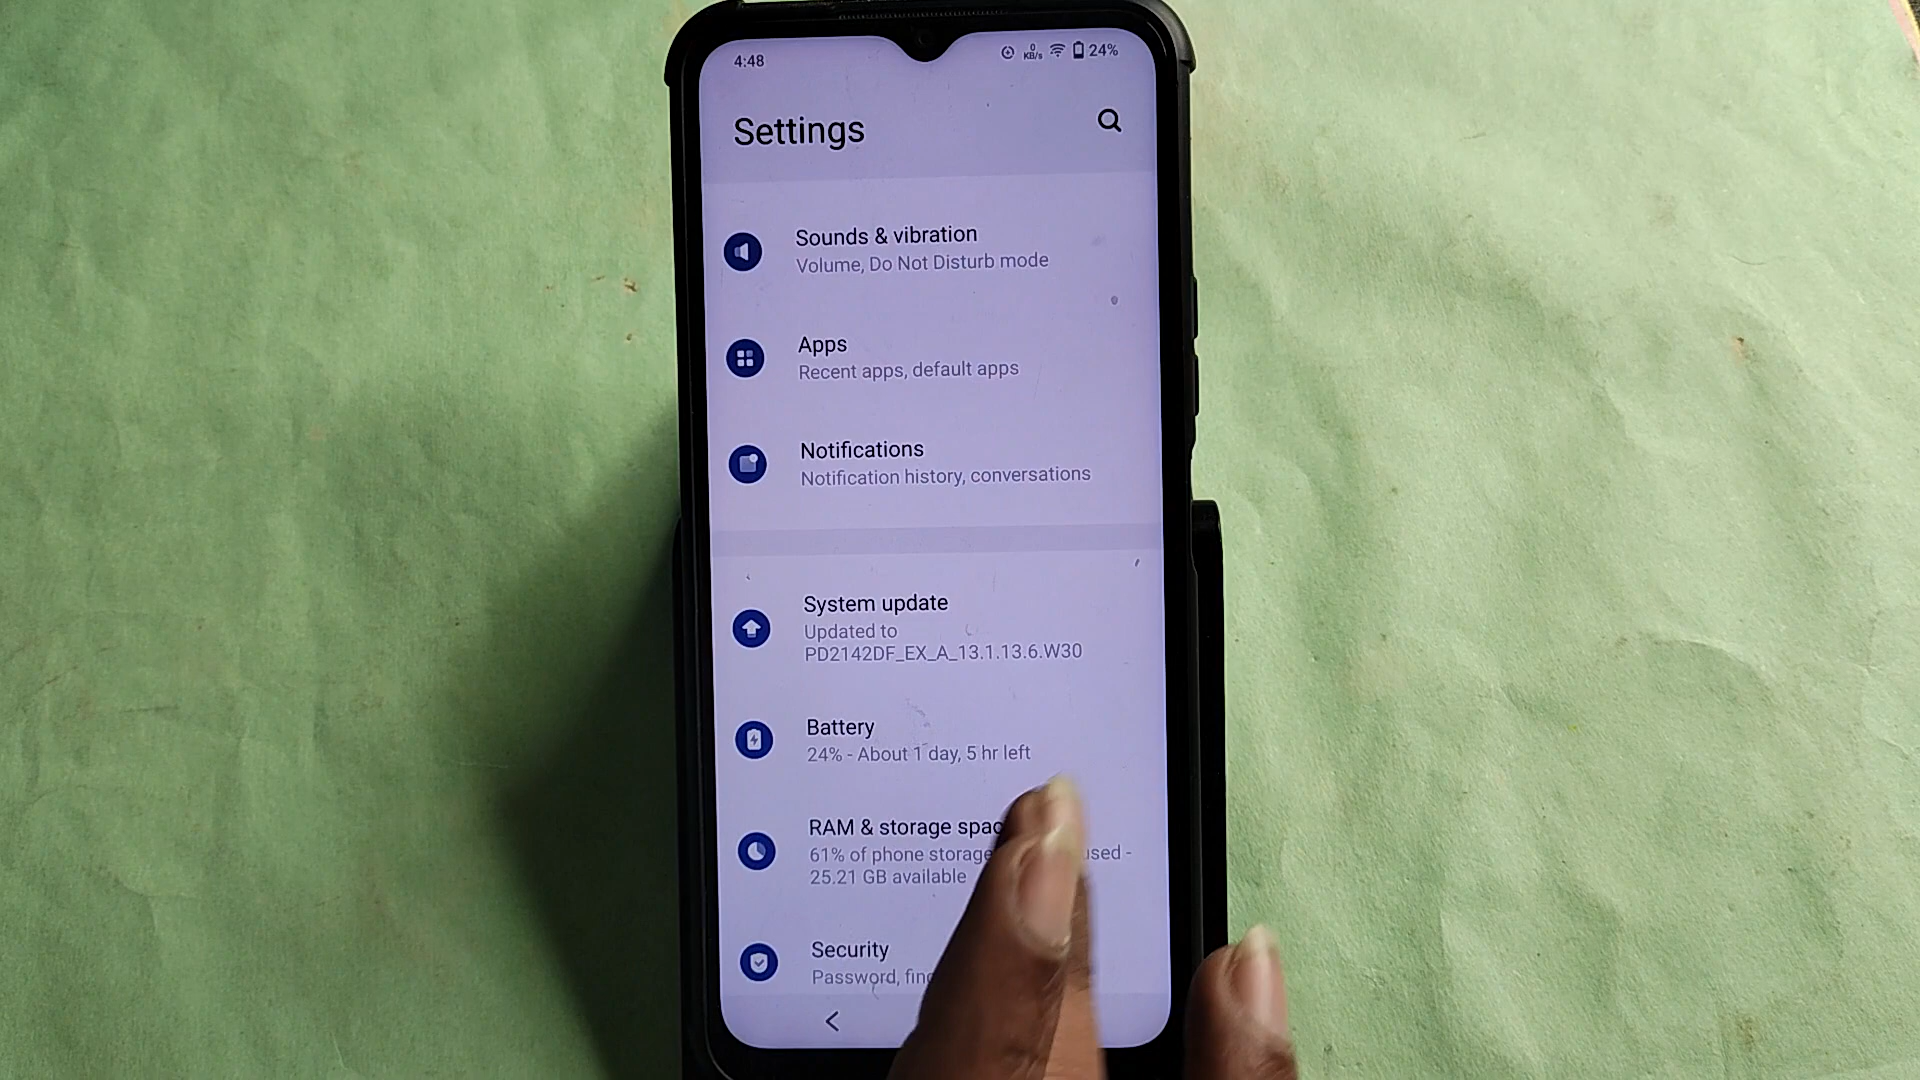 4:48
0
KB/s
24%
Settings
Sounds & vibration
Volume, Do Not Disturb mode
Apps
Recent apps, default apps
Notifications
Notification history, conversations
System update
Updated to
PD2142DF_EX_A_13.1.13.6.W30
Battery
24% - About 1 day, 5 hr left
RAM & storage
61% of phone storage used -
25.21 GB available
Security
Password,